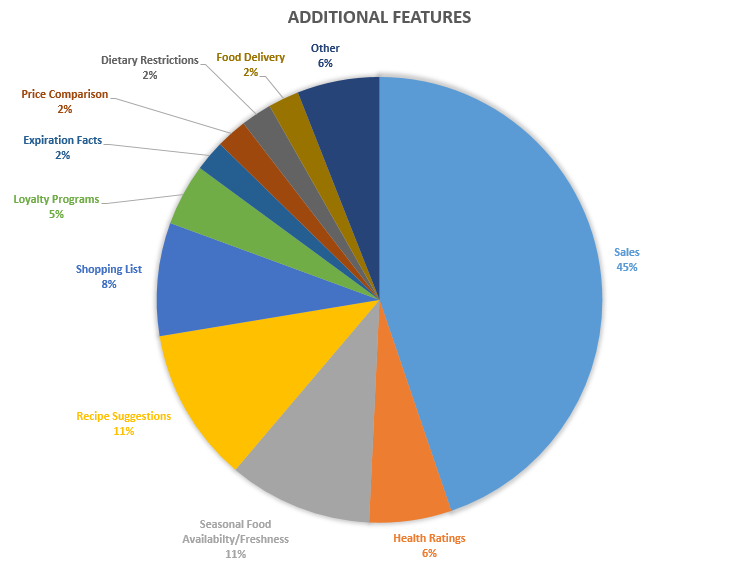 ADDITIONAL FEATURES
Other
6%
Food Delivery
2%
Dietary Restrictions
2%
Price Comparison
2%
Expiration Facts
2%
Loyalty Programs
5%
Shopping List
8%
Recipe Suggestions
11%
Seasonal Food
Availabilty/Freshness
11%
Health Ratings
6%
Sales
45%